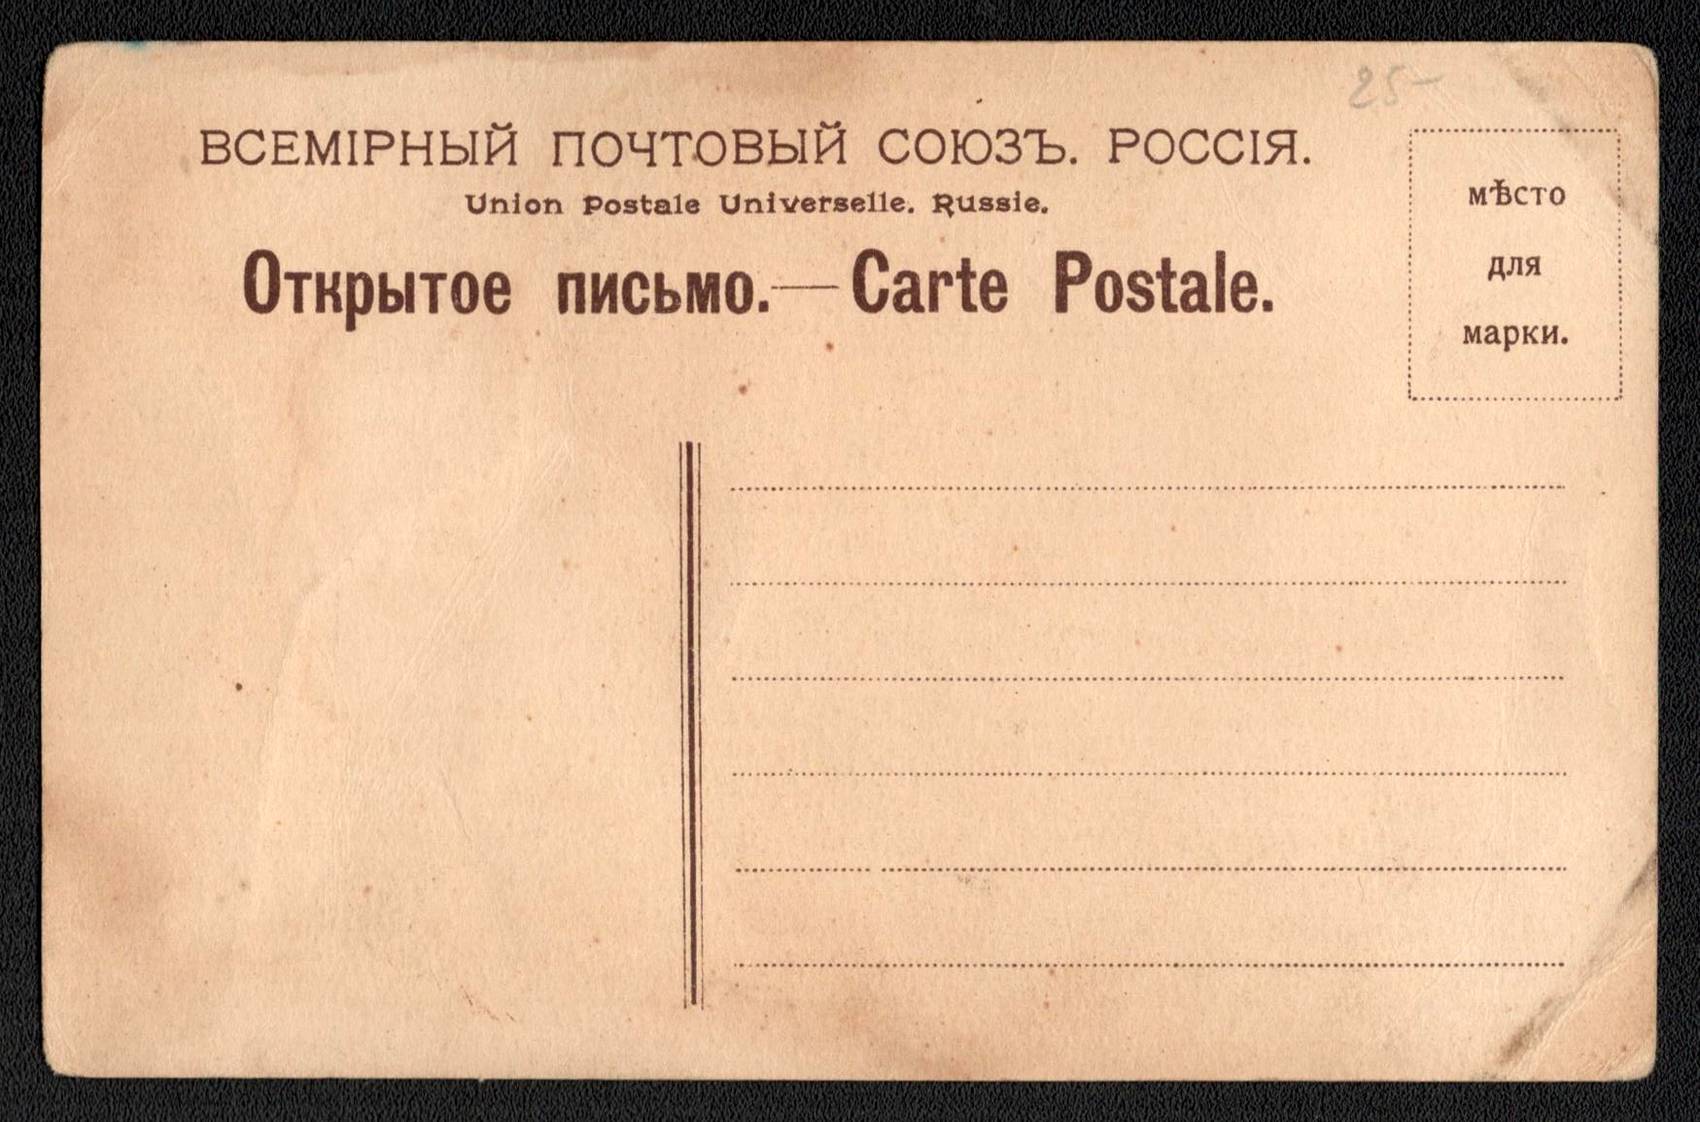 25-
ВСЕМІРНЫЙ ПОЧТОВЫЙ СОЮЗЪ. РОССІЯ.
Union Postale Universelle. Russie.
Открытое письмо.—Carte Postale.
мѣсто
для
марки.